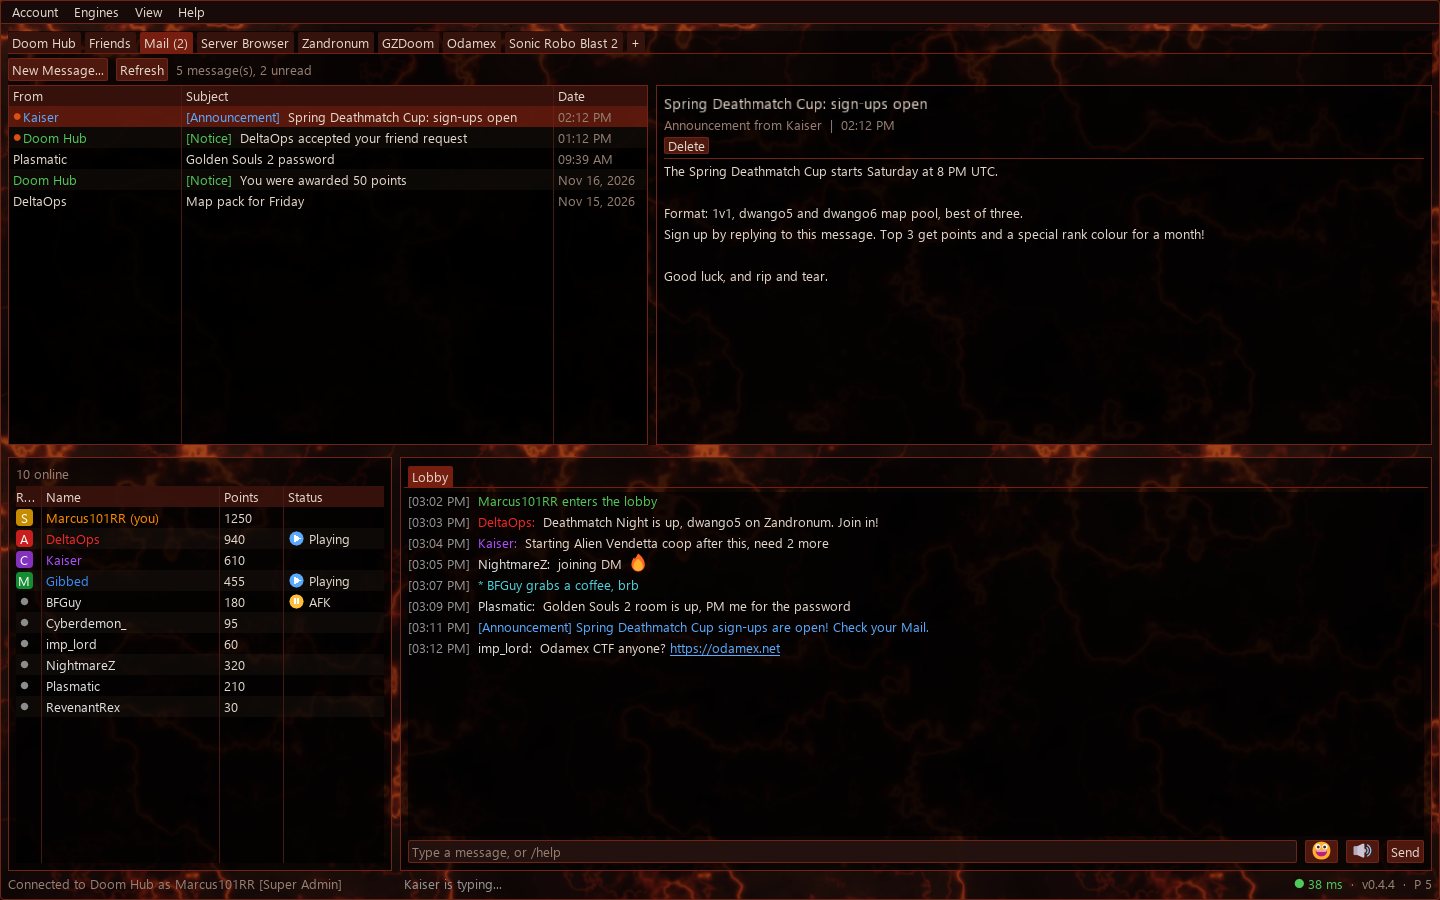 Account Engines View Help
Doom Hub Friends Mail (2) Server Browser Zandronum GZDoom Odamex Sonic Robo Blast 2 +
New Message... Refresh 5 message(s), 2 unread
From Subject Date
Kaiser [Announcement] Spring Deathmatch Cup: sign-ups open 02:12 PM
Doom Hub [Notice] DeltaOps accepted your friend request 01:12 PM
Plasmatic Golden Souls 2 password 09:39 AM
Doom Hub [Notice] You were awarded 50 points Nov 16, 2026
DeltaOps Map pack for Friday Nov 15, 2026
Spring Deathmatch Cup: sign-ups open
Announcement from Kaiser | 02:12 PM
Delete
The Spring Deathmatch Cup starts Saturday at 8 PM UTC.
Format: 1v1, dwango5 and dwango6 map pool, best of three.
Sign up by replying to this message. Top 3 get points and a special rank colour for a month!
Good luck, and rip and tear.
10 online
R... Name Points Status
S Marcus101RR (you) 1250
A DeltaOps 940 Playing
C Kaiser 610
M Gibbed 455 Playing
BFGuy 180 AFK
Cyberdemon_ 95
imp_lord 60
NightmareZ 320
Plasmatic 210
RevenantRex 30
Lobby
[03:02 PM] Marcus101RR enters the lobby
[03:03 PM] DeltaOps: Deathmatch Night is up, dwango5 on Zandronum. Join in!
[03:04 PM] Kaiser: Starting Alien Vendetta coop after this, need 2 more
[03:05 PM] NightmareZ: joining DM 🔥
[03:07 PM] * BFGuy grabs a coffee, brb
[03:09 PM] Plasmatic: Golden Souls 2 room is up, PM me for the password
[03:11 PM] [Announcement] Spring Deathmatch Cup sign-ups are open! Check your Mail.
[03:12 PM] imp_lord: Odamex CTF anyone? https://odamex.net
Type a message, or /help
Send
Connected to Doom Hub as Marcus101RR [Super Admin]
Kaiser is typing...
38 ms · v0.4.4 · P 5